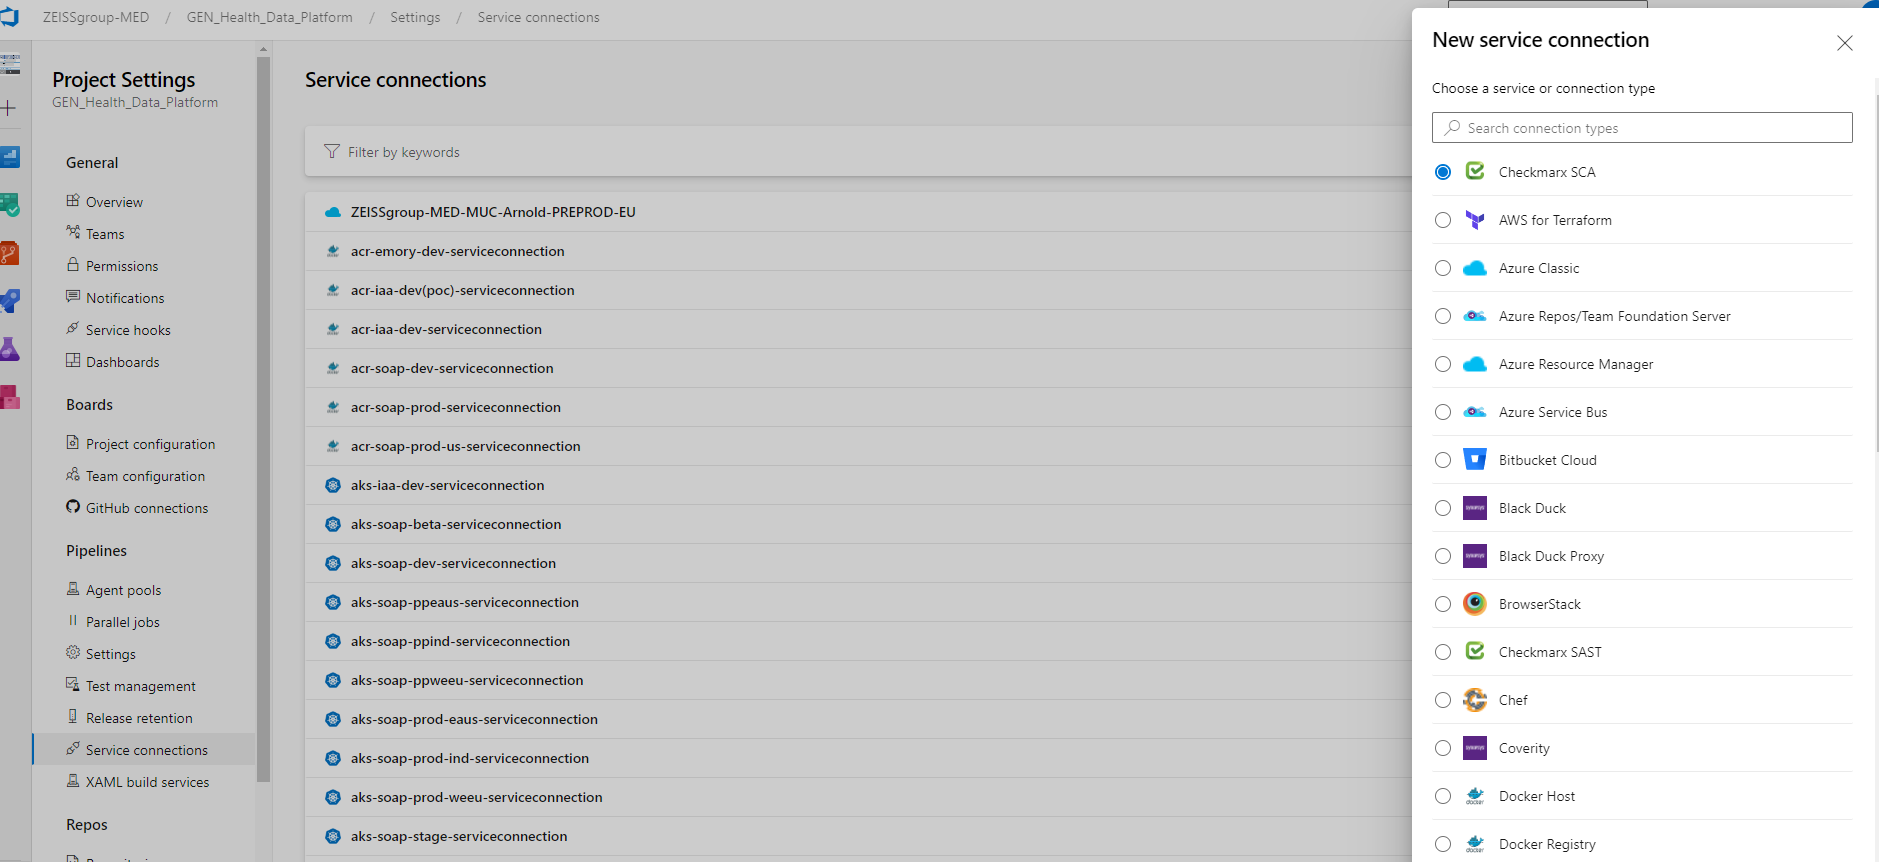 ZEISSgroup-MED / GEN_Health_Data_Platform / Settings / Service connections
Project Settings
GEN_Health_Data_Platform
General
Overview
Teams
Permissions
Notifications
Service hooks
Dashboards
Boards
Project configuration
Team configuration
GitHub connections
Pipelines
Agent pools
Parallel jobs
Settings
Test management
Release retention
Service connections
XAML build services
Repos
Service connections
Filter by keywords
ZEISSgroup-MED-MUC-Arnold-PREPROD-EU
acr-emory-dev-serviceconnection
acr-iaa-dev(poc)-serviceconnection
acr-iaa-dev-serviceconnection
acr-soap-dev-serviceconnection
acr-soap-prod-serviceconnection
acr-soap-prod-us-serviceconnection
aks-iaa-dev-serviceconnection
aks-soap-beta-serviceconnection
aks-soap-dev-serviceconnection
aks-soap-ppeaus-serviceconnection
aks-soap-ppind-serviceconnection
aks-soap-ppweeu-serviceconnection
aks-soap-prod-eaus-serviceconnection
aks-soap-prod-ind-serviceconnection
aks-soap-prod-weeu-serviceconnection
aks-soap-stage-serviceconnection
New service connection
Choose a service or connection type
Search connection types
Checkmarx SCA
AWS for Terraform
Azure Classic
Azure Repos/Team Foundation Server
Azure Resource Manager
Azure Service Bus
Bitbucket Cloud
Black Duck
Black Duck Proxy
BrowserStack
Checkmarx SAST
Chef
Coverity
Docker Host
Docker Registry